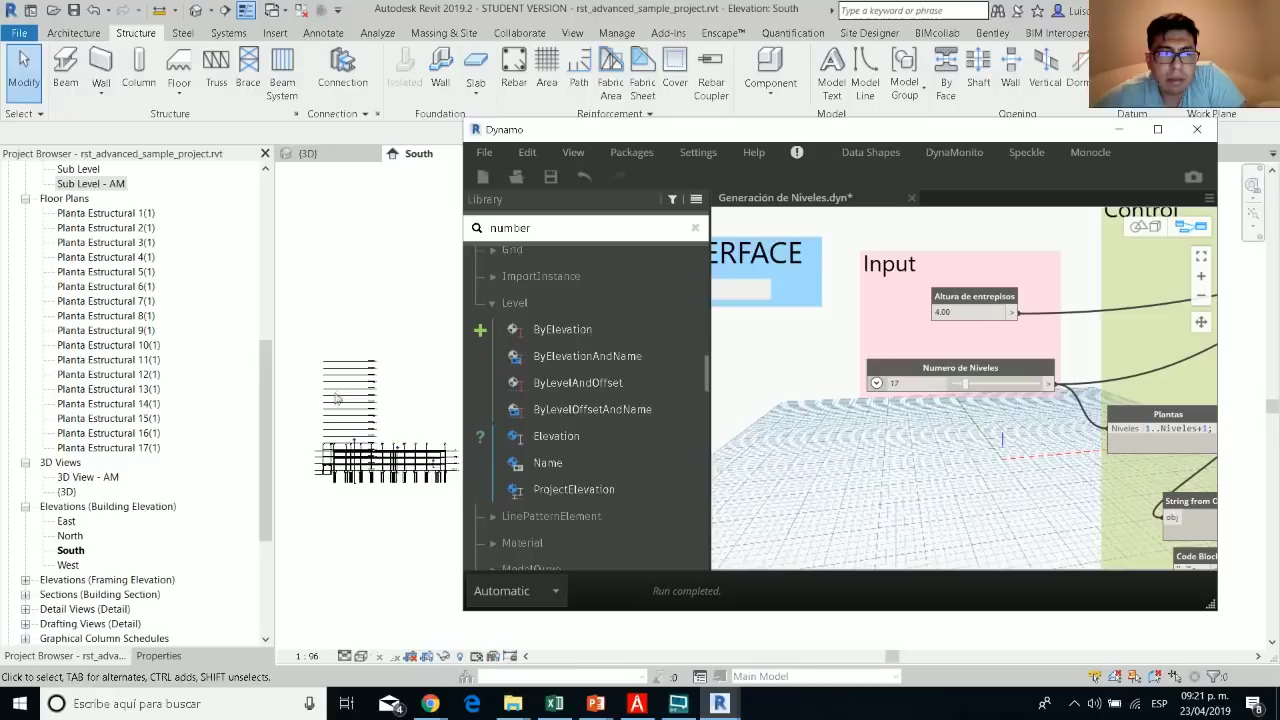 Autodesk Revit 2019.2 - STUDENT VERSION - rst_advanced_sample_project.rvt - Elevation: South
Type a keyword or phrase
Luiso
File
Architecture
Structure
Steel
Systems
Insert
Annotate
Analyze
Massing & Site
Collaborate
View
Manage
Add-Ins
Enscape™
Quantification
Site Designer
BIMcollab
BIM Interoper
Modify
Beam
Wall
Column
Floor
Truss
Brace
Beam
System
Slab
Rebar
Area
Path
Fabric
Area
Fabric
Sheet
Cover
Rebar
Coupler
Component
Model
Text
Model
Line
Model
Group
By
Face
Shaft
Wall
Vertical
Dorm
Select
Structure
Connection
Foundation
Reinforcement
Model
Opening
Work Plane
Project Browser - rst_advanced_sample_project.rvt
{3D}
South
Sub Level
Sub Level - AM
Floor Plans
Planta Estructural 1(1)
Planta Estructural 2(1)
Planta Estructural 3(1)
Planta Estructural 4(1)
Planta Estructural 5(1)
Planta Estructural 6(1)
Planta Estructural 7(1)
Planta Estructural 8(1)
Planta Estructural 9(1)
Planta Estructural 10(1)
Planta Estructural 11(1)
Planta Estructural 12(1)
Planta Estructural 13(1)
Planta Estructural 14(1)
Planta Estructural 15(1)
Planta Estructural 16(1)
Planta Estructural 17(1)
3D Views
3D View - AM
{3D}
Elevations (Building Elevation)
East
North
South
West
Elevations (Framing Elevation)
Sections (Building Section)
Detail Views (Detail)
Drafting Views (Detail)
Graphical Column Schedules
Project Browser - rst_adva...
Properties
Dynamo
File
Edit
View
Packages
Settings
Help
Data Shapes
DynaMonito
Speckle
Monocle
Library
Generación de Niveles.dyn*
number
Grid
ImportInstance
Level
ByElevation
ByElevationAndName
ByLevelAndOffset
ByLevelOffsetAndName
Elevation
Name
ProjectElevation
LinePatternElement
Material
ModelCurve
ERFACE
Input
Altura de entrepisos
4.00
>
Numero de Niveles
17
>
Control
Plantas
Niveles
1..Niveles+1;
String from O
obj
Code Block
Automatic
Run completed.
1 : 96
Click to select, TAB for alternates, CTRL adds, SHIFT unselects.
:0
Main Model
:0
Escribe aquí para buscar
4
ESP
09:21 p. m.
23/04/2019
8